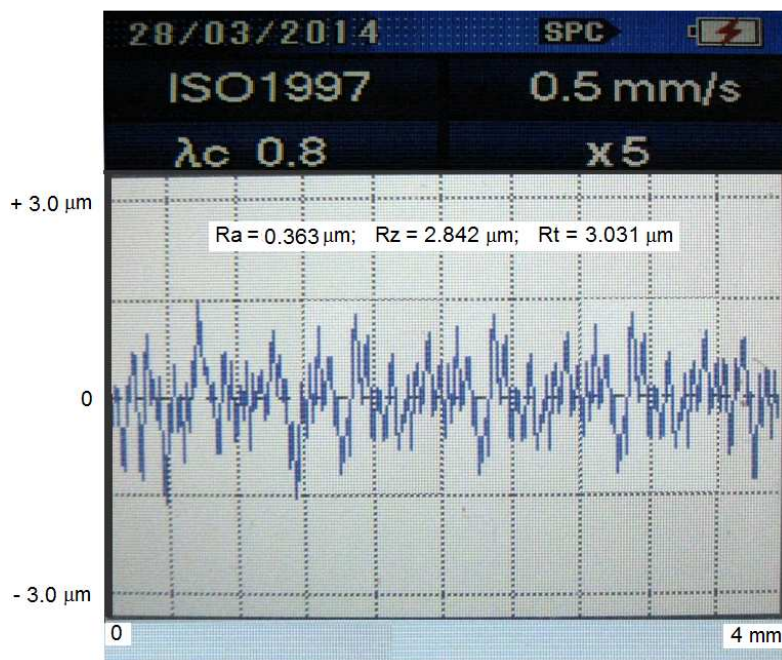 28/03/2014 SPC
ISO1997 0.5 mm/s
λc 0.8 x5
+ 3.0 μm
Ra = 0.363 μm; Rz = 2.842 μm; Rt = 3.031 μm
0
- 3.0 μm
0 4 mm